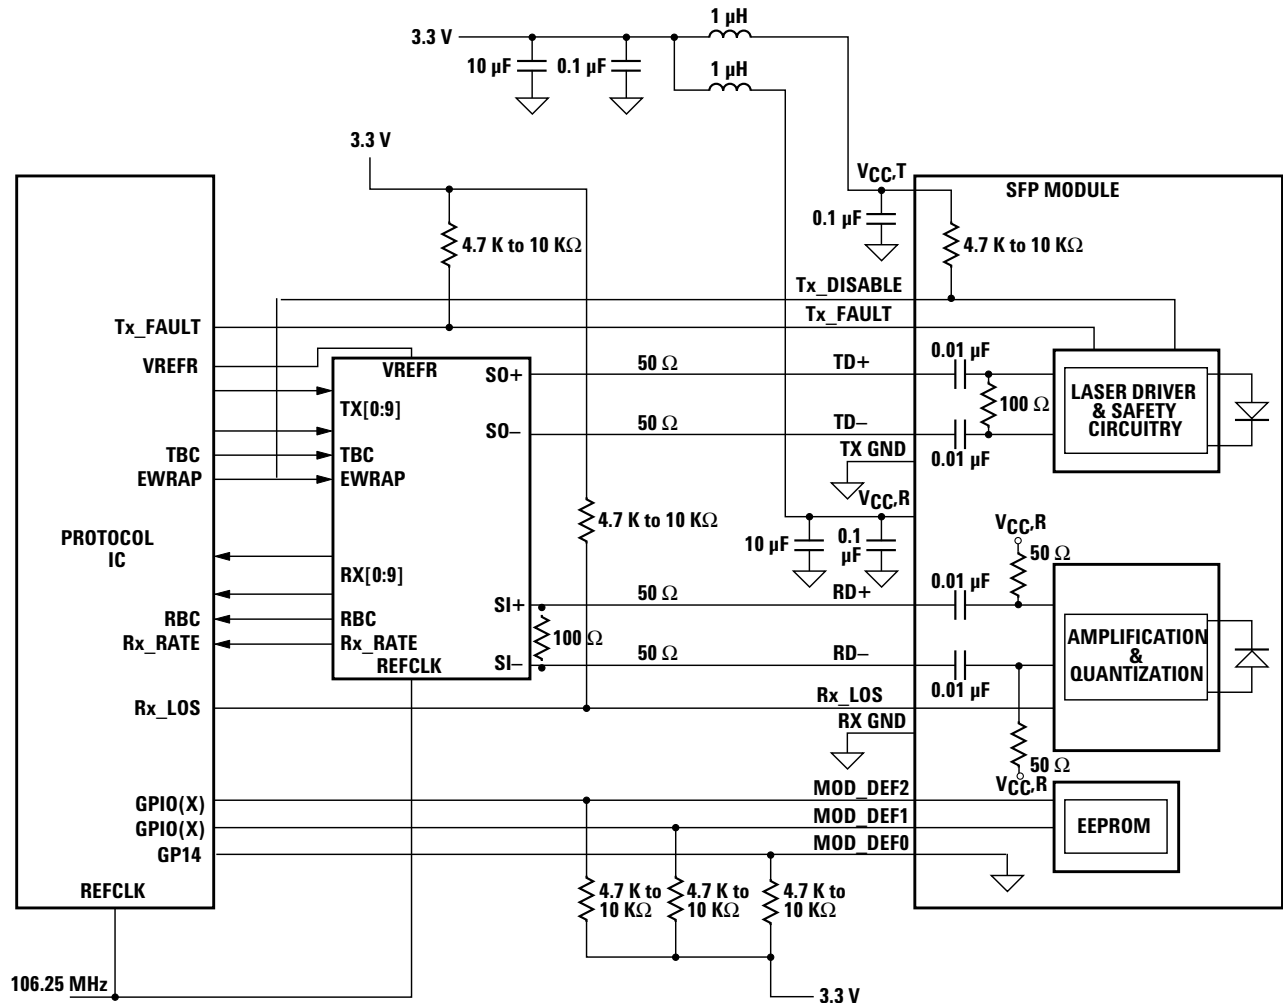 1 µH
3.3 V
10 µF
0.1 µF
1 µH
3.3 V
VCC,T
SFP MODULE
0.1 µF
4.7 K to 10 KΩ
4.7 K to 10 KΩ
Tx_DISABLE
Tx_FAULT
Tx_FAULT
VREFR
VREFR
SO+
50 Ω
TD+
0.01 µF
TX[0:9]
LASER DRIVER
& SAFETY
CIRCUITRY
100 Ω
SO–
50 Ω
TD–
0.01 µF
TBC
TBC
TX GND
EWRAP
EWRAP
VCC,R
4.7 K to 10 KΩ
PROTOCOL
IC
10 µF
0.1
µF
VCC,R
50 Ω
RX[0:9]
0.01 µF
SI+
50 Ω
RD+
RBC
RBC
100 Ω
AMPLIFICATION
&
QUANTIZATION
Rx_RATE
Rx_RATE
SI–
50 Ω
RD–
REFCLK
0.01 µF
Rx_LOS
Rx_LOS
RX GND
50 Ω
VCC,R
GPIO(X)
MOD_DEF2
GPIO(X)
MOD_DEF1
EEPROM
GP14
MOD_DEF0
REFCLK
4.7 K to
10 KΩ
4.7 K to
10 KΩ
4.7 K to
10 KΩ
106.25 MHz
3.3 V